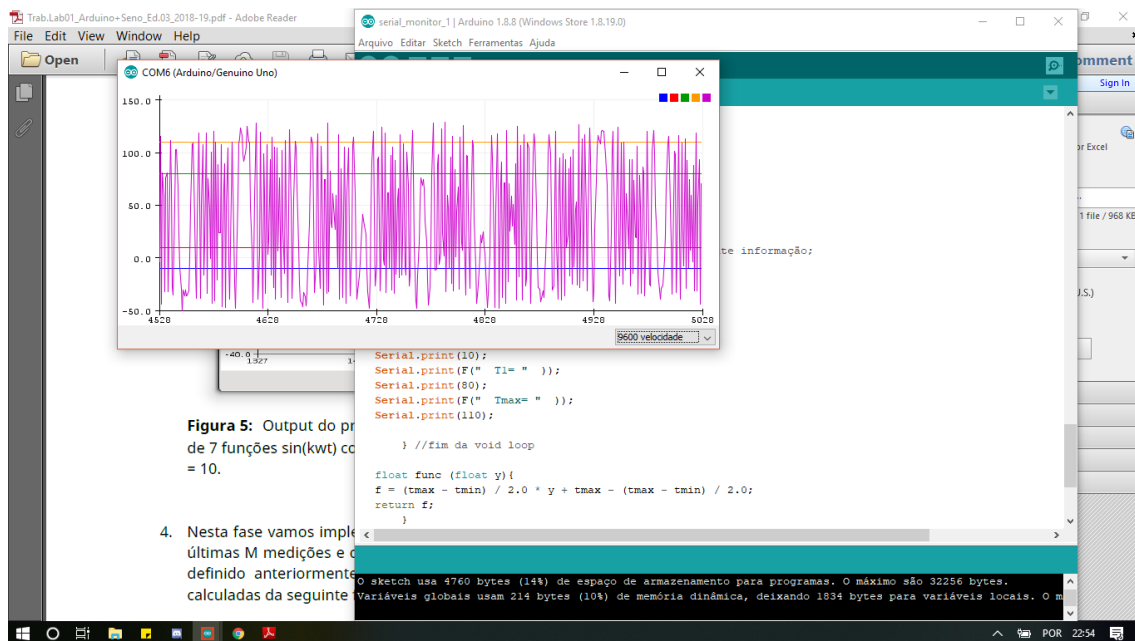 Trab.Lab01_Arduino+Seno_Ed.03_2018-19.pdf - Adobe Reader
File Edit View Window Help
Open
Comment
Sign In
or Excel
1 file / 968 KB
U.S.)
serial_monitor_1 | Arduino 1.8.8 (Windows Store 1.8.19.0)
Arquivo Editar Sketch Ferramentas Ajuda
COM6 (Arduino/Genuino Uno)
150.0
100.0
50.0
0.0
-50.0
4528 4628 4728 4828 4928 5028
9600 velocidade
te informação;
-40.0
1327
Serial.print(10);
Serial.print(F("  T1= "  ));
Serial.print(80);
Serial.print(F("  Tmax= "  ));
Serial.print(110);
} //fim da void loop
float func (float y){
f = (tmax - tmin) / 2.0 * y + tmax - (tmax - tmin) / 2.0;
return f;
}
Figura 5: Output do pr
de 7 funções sin(kwt) co
= 10.
4. Nesta fase vamos imple
últimas M medições e c
definido anteriormente
calculadas da seguinte
O sketch usa 4760 bytes (14%) de espaço de armazenamento para programas. O máximo são 32256 bytes.
Variáveis globais usam 214 bytes (10%) de memória dinâmica, deixando 1834 bytes para variáveis locais. O m
POR 22:54